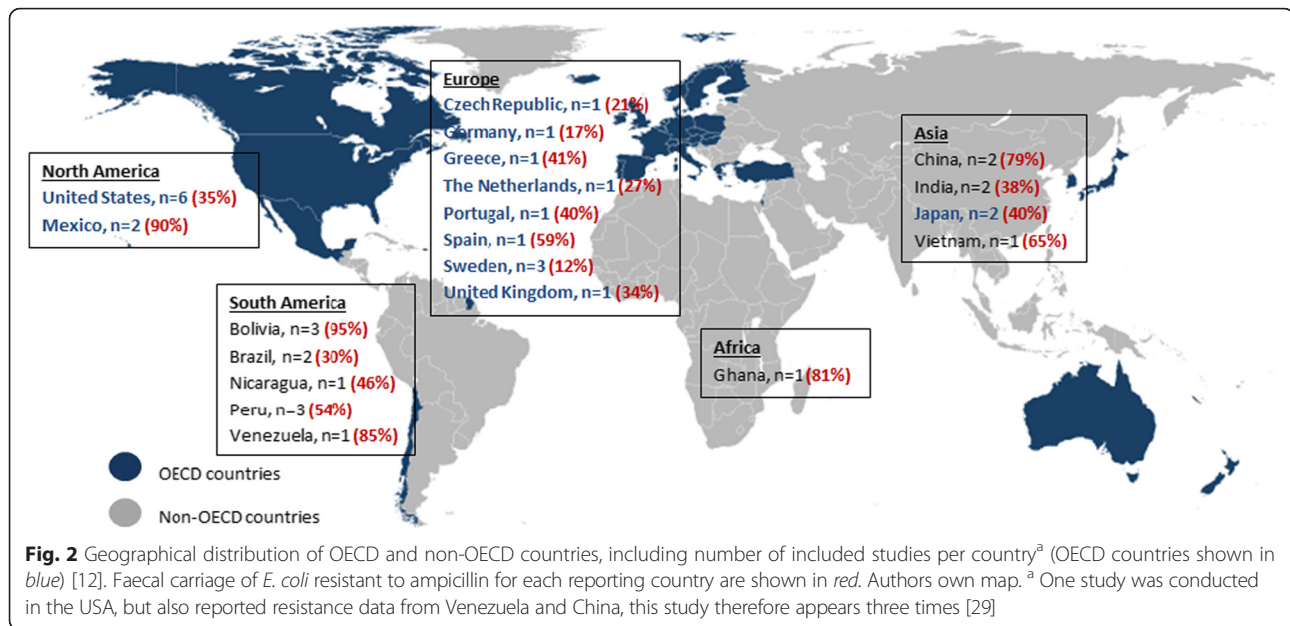 North America
United States, n=6 (35%)
Mexico, n=2 (90%)
Europe
Czech Republic, n=1 (21%)
Germany, n=1 (17%)
Greece, n=1 (41%)
The Netherlands, n=1 (27%)
Portugal, n=1 (40%)
Spain, n=1 (59%)
Sweden, n=3 (12%)
United Kingdom, n=1 (34%)
Asia
China, n=2 (79%)
India, n=2 (38%)
Japan, n=2 (40%)
Vietnam, n=1 (65%)
South America
Bolivia, n=3 (95%)
Brazil, n=2 (30%)
Nicaragua, n=1 (46%)
Peru, n=3 (54%)
Venezuela, n=1 (85%)
Africa
Ghana, n=1 (81%)
OECD countries
Non-OECD countries
Fig. 2 Geographical distribution of OECD and non-OECD countries, including number of included studies per country^a (OECD countries shown in
blue) [12]. Faecal carriage of E. coli resistant to ampicillin for each reporting country are shown in red. Authors own map. ^a One study was conducted
in the USA, but also reported resistance data from Venezuela and China, this study therefore appears three times [29]